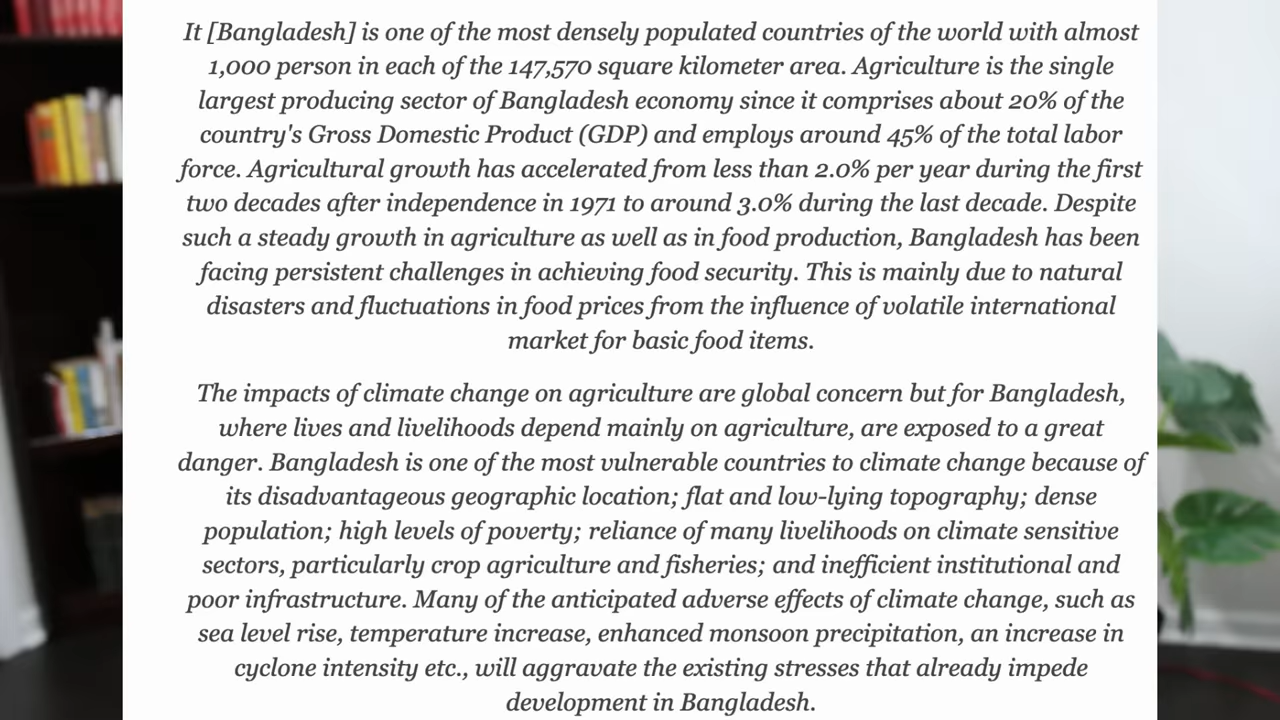 It [Bangladesh] is one of the most densely populated countries of the world with almost
1,000 person in each of the 147,570 square kilometer area. Agriculture is the single
largest producing sector of Bangladesh economy since it comprises about 20% of the
country's Gross Domestic Product (GDP) and employs around 45% of the total labor
force. Agricultural growth has accelerated from less than 2.0% per year during the first
two decades after independence in 1971 to around 3.0% during the last decade. Despite
such a steady growth in agriculture as well as in food production, Bangladesh has been
facing persistent challenges in achieving food security. This is mainly due to natural
disasters and fluctuations in food prices from the influence of volatile international
market for basic food items.
The impacts of climate change on agriculture are global concern but for Bangladesh,
where lives and livelihoods depend mainly on agriculture, are exposed to a great
danger. Bangladesh is one of the most vulnerable countries to climate change because of
its disadvantageous geographic location; flat and low-lying topography; dense
population; high levels of poverty; reliance of many livelihoods on climate sensitive
sectors, particularly crop agriculture and fisheries; and inefficient institutional and
poor infrastructure. Many of the anticipated adverse effects of climate change, such as
sea level rise, temperature increase, enhanced monsoon precipitation, an increase in
cyclone intensity etc., will aggravate the existing stresses that already impede
development in Bangladesh.